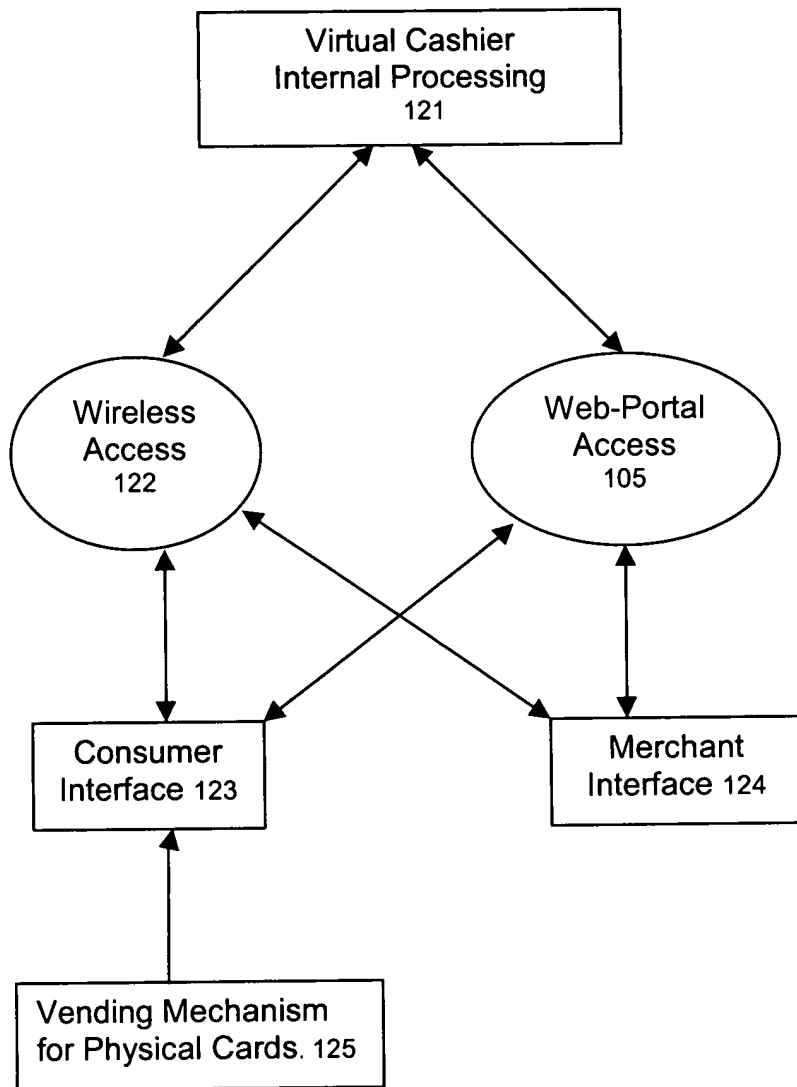 Virtual Cashier
Internal Processing
121
Wireless
Access
122
Web-Portal
Access
105
Consumer
Interface 123
Merchant
Interface 124
Vending Mechanism
for Physical Cards. 125